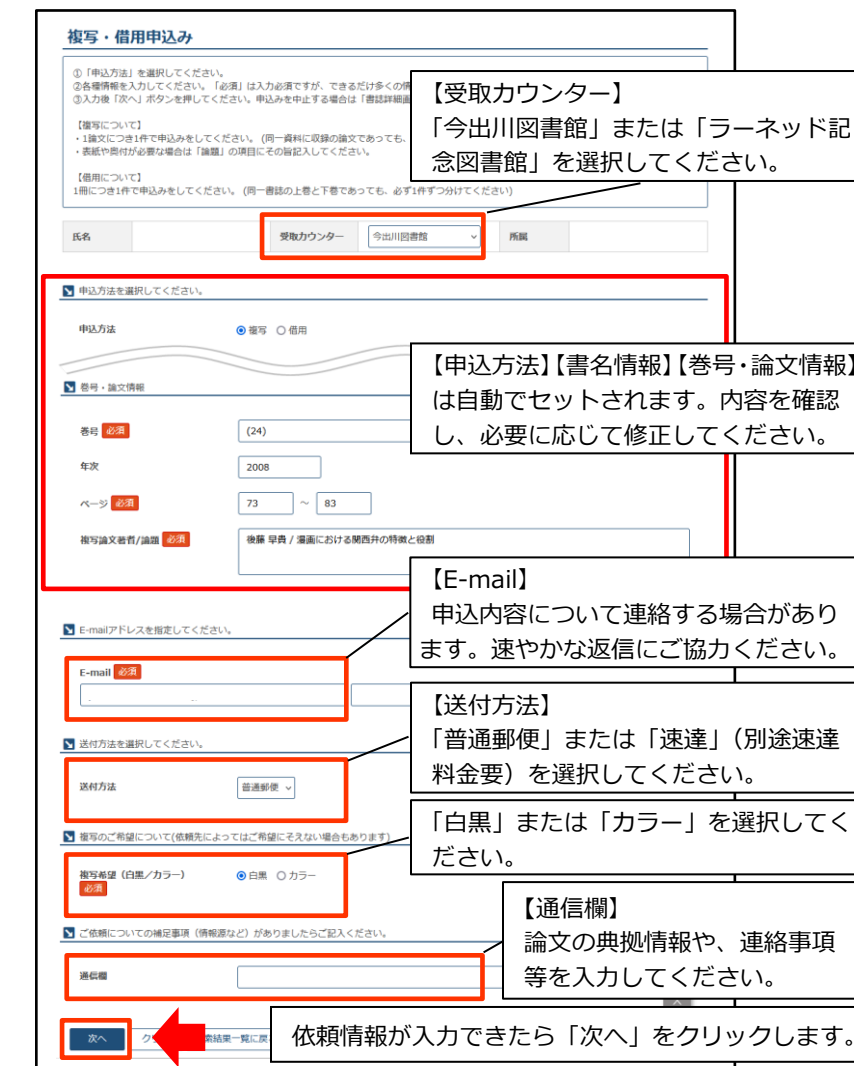 複写・借用申込み
①「申込方法」を選択してください。
②各種情報を入力してください。「必須」は入力必須ですが、できるだけ多くの情
③入力後「次へ」ボタンを押してください。申込みを中止する場合は「書誌詳細画
【複写について】
・1論文につき1件で申込みをしてください。(同一資料に収録の論文であっても、
・表紙や奥付が必要な場合は「論題」の項目にその旨記入してください。
【借用について】
1冊につき1件で申込みをしてください。(同一書誌の上巻と下巻であっても、必ず1件ずつ分けてください)
【受取カウンター】
「今出川図書館」または「ラーネッド記
念図書館」を選択してください。
氏名 受取カウンター 今出川図書館 所属
申込方法を選択してください。
申込方法 複写 借用
【申込方法】【書名情報】【巻号・論文情報】
は自動でセットされます。内容を確認
し、必要に応じて修正してください。
巻号・論文情報
巻号 必須 (24)
年次 2008
ページ 必須 73 ～ 83
複写論文著者/論題 必須 後藤 早貴 / 漫画における関西弁の特徴と役割
【E-mail】
申込内容について連絡する場合があり
ます。速やかな返信にご協力ください。
E-mailアドレスを指定してください。
E-mail 必須
【送付方法】
「普通郵便」または「速達」（別途速達
料金要）を選択してください。
送付方法を選択してください。
送付方法 普通郵便
「白黒」または「カラー」を選択してく
ださい。
複写のご希望について(依頼先によってはご希望にそえない場合もあります)
複写希望（白黒／カラー） 白黒 カラー
必須
【通信欄】
論文の典拠情報や、連絡事項
等を入力してください。
ご依頼についての補足事項（情報源など）がありましたらご記入ください。
通信欄
次へ ク 索結果一覧に戻
依頼情報が入力できたら「次へ」をクリックします。